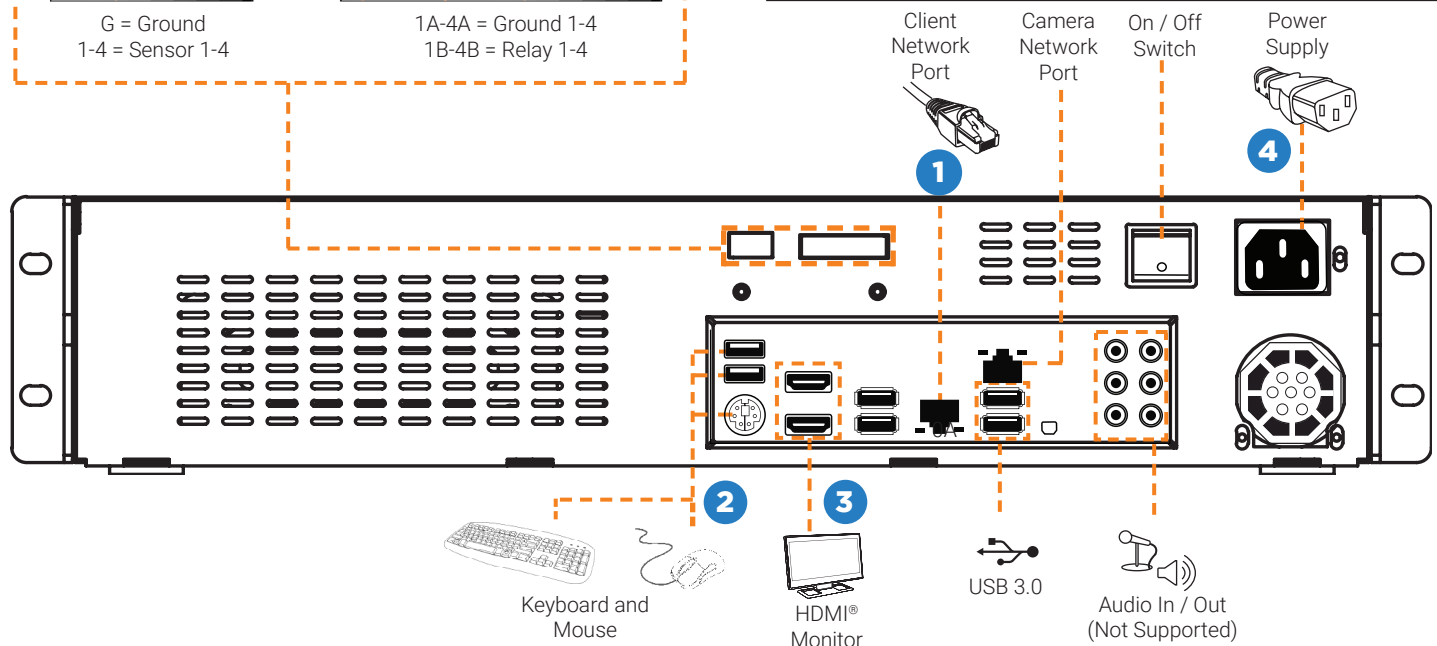 G = Ground
1-4 = Sensor 1-4
1A-4A = Ground 1-4
1B-4B = Relay 1-4
Client
Network
Port
Camera
Network
Port
On / Off
Switch
Power
Supply
1
4
0A
2
3
Keyboard and
Mouse
HDMI®
Monitor
USB 3.0
Audio In / Out
(Not Supported)